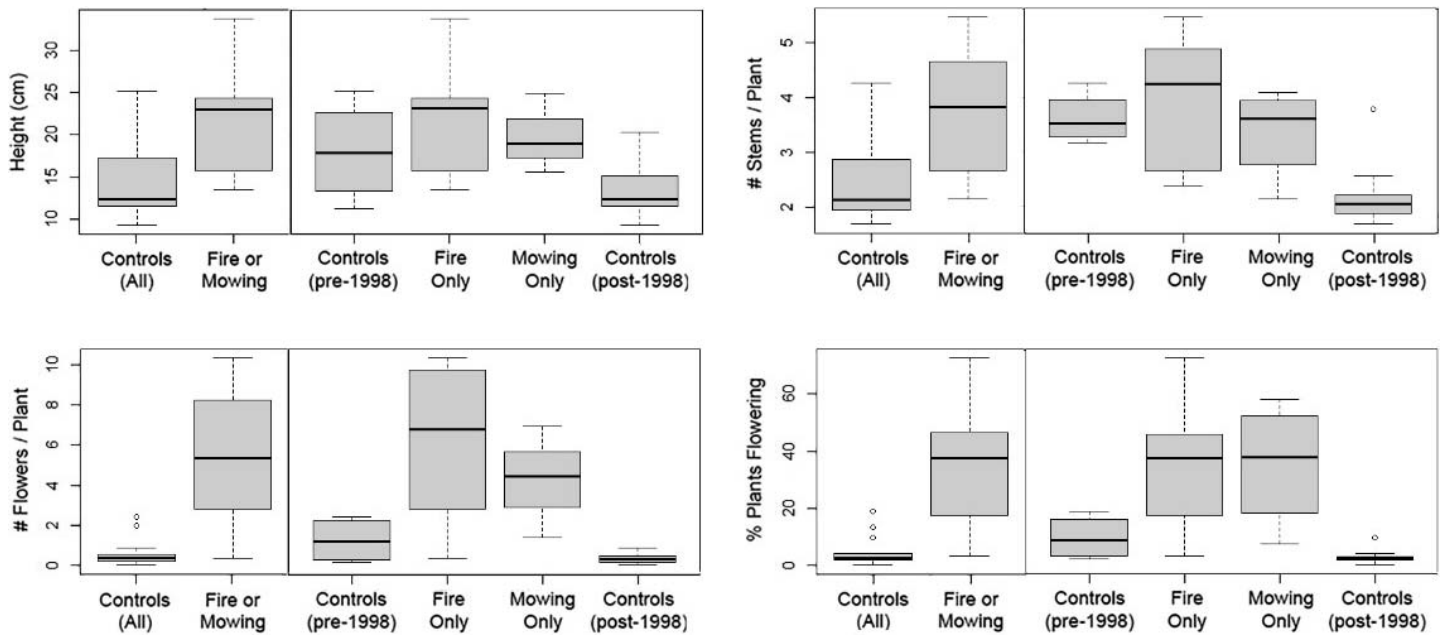 Height (cm)
30
25
20
15
10
Controls
(All)
Fire or
Mowing
Controls
(pre-1998)
Fire
Only
Mowing
Only
Controls
(post-1998)
# Stems / Plant
5
4
3
2
Controls
(All)
Fire or
Mowing
Controls
(pre-1998)
Fire
Only
Mowing
Only
Controls
(post-1998)
# Flowers / Plant
10
8
6
4
2
0
Controls
(All)
Fire or
Mowing
Controls
(pre-1998)
Fire
Only
Mowing
Only
Controls
(post-1998)
% Plants Flowering
60
40
20
0
Controls
(All)
Fire or
Mowing
Controls
(pre-1998)
Fire
Only
Mowing
Only
Controls
(post-1998)